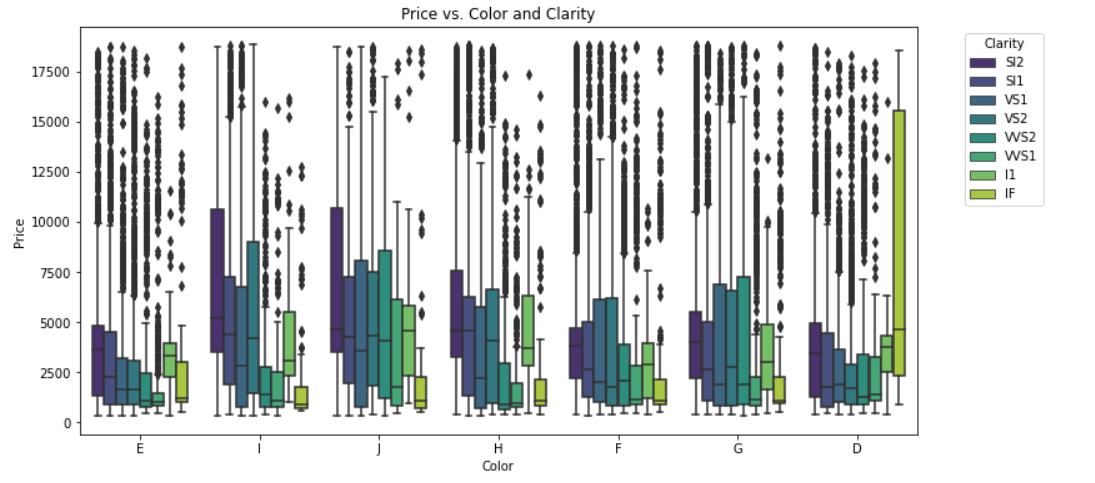 Price vs. Color and Clarity
Price
17500
15000
12500
10000
7500
5000
2500
0
E I J H F G D
Color
Clarity
SI2
SI1
VS1
VS2
VVS2
VVS1
I1
IF